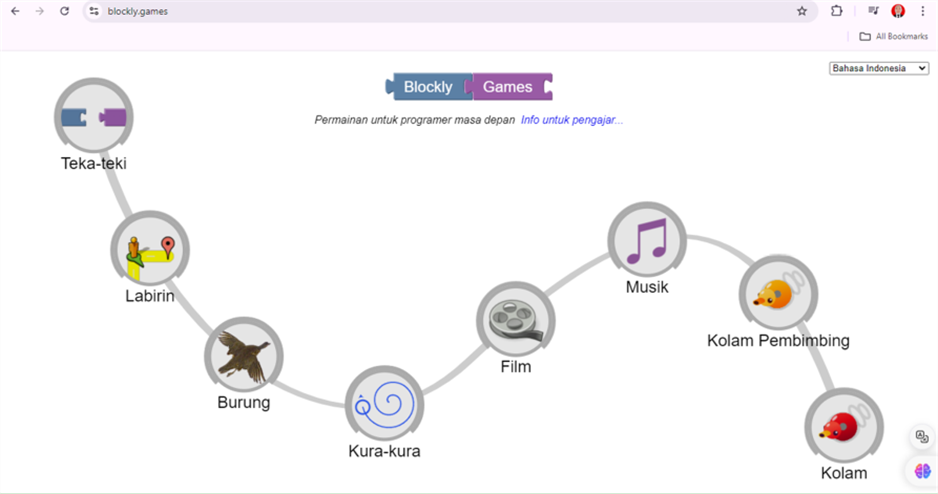 blockly.games
All Bookmarks
Bahasa Indonesia
Blockly Games
Permainan untuk programer masa depan Info untuk pengajar...
Teka-teki
Labirin
Burung
Kura-kura
Film
Musik
Kolam Pembimbing
Kolam